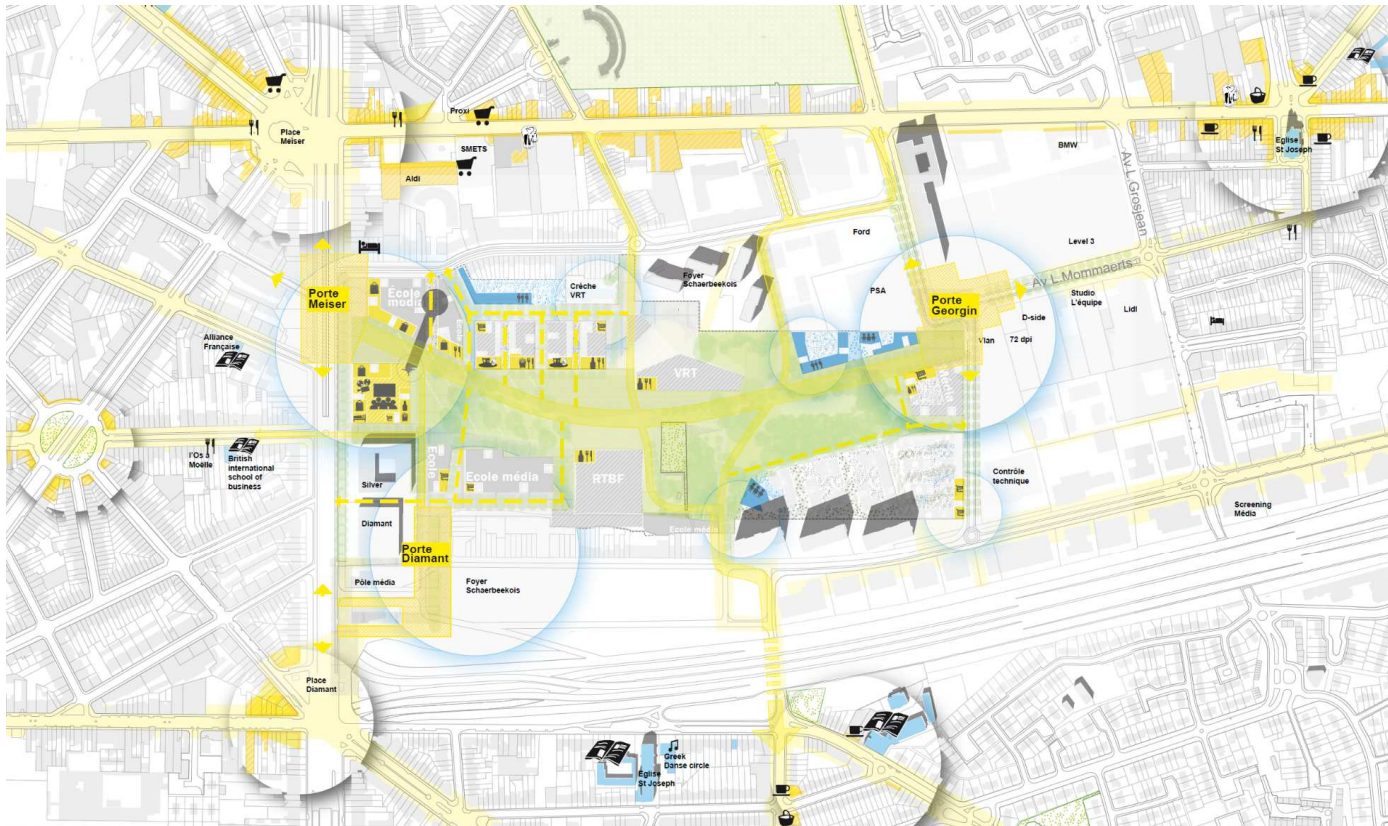 Place
Meiser
Proxi
SMETS
Aldi
BMW
Av L.Grosjean
Eglise
St Joseph
Ford
Level 3
Av L.Mommaerts
Foyer
Schaerbeekois
Crèche
VRT
PSA
Studio
L'équipe
Lidl
Porte
Meiser
École
média
Porte
Georgin
D-side
Vlan
72 dpi
Alliance
Française
VRT
l'Os à
Moëlle
British
international
school of
business
Silver
École
Ecole média
RTBF
Contrôle
technique
Screening
Média
Diamant
Ecole média
Porte
Diamant
Pôle média
Foyer
Schaerbeekois
Place
Diamant
Greek
Danse circle
Église
St Joseph